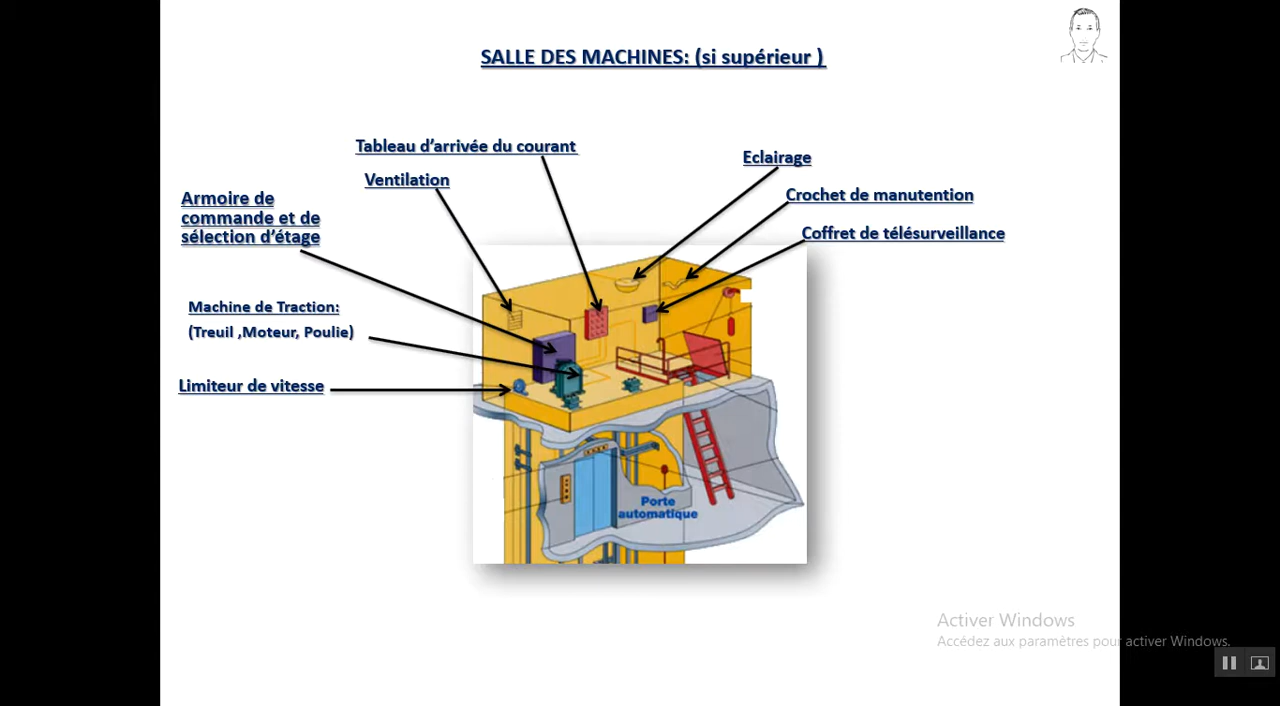 SALLE DES MACHINES: (si supérieur )
Tableau d’arrivée du courant
Eclairage
Ventilation
Crochet de manutention
Armoire de
commande et de
sélection d’étage
Coffret de télésurveillance
Machine de Traction:
(Treuil ,Moteur, Poulie)
Limiteur de vitesse
Porte
automatique
Activer Windows
Accédez aux paramètres pour activer Windows.